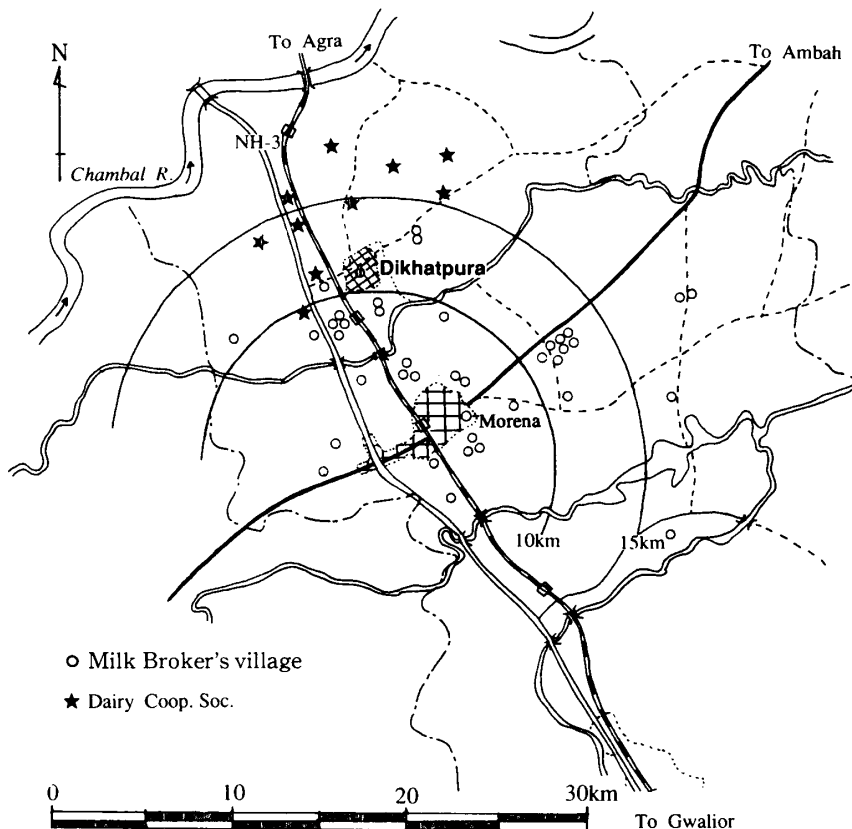 To Agra
N
To Ambah
NH-3
Chambal R.
Dikhatpura
Morena
10km
15km
Milk Broker's village
Dairy Coop. Soc.
0 10 20 30km
To Gwalior